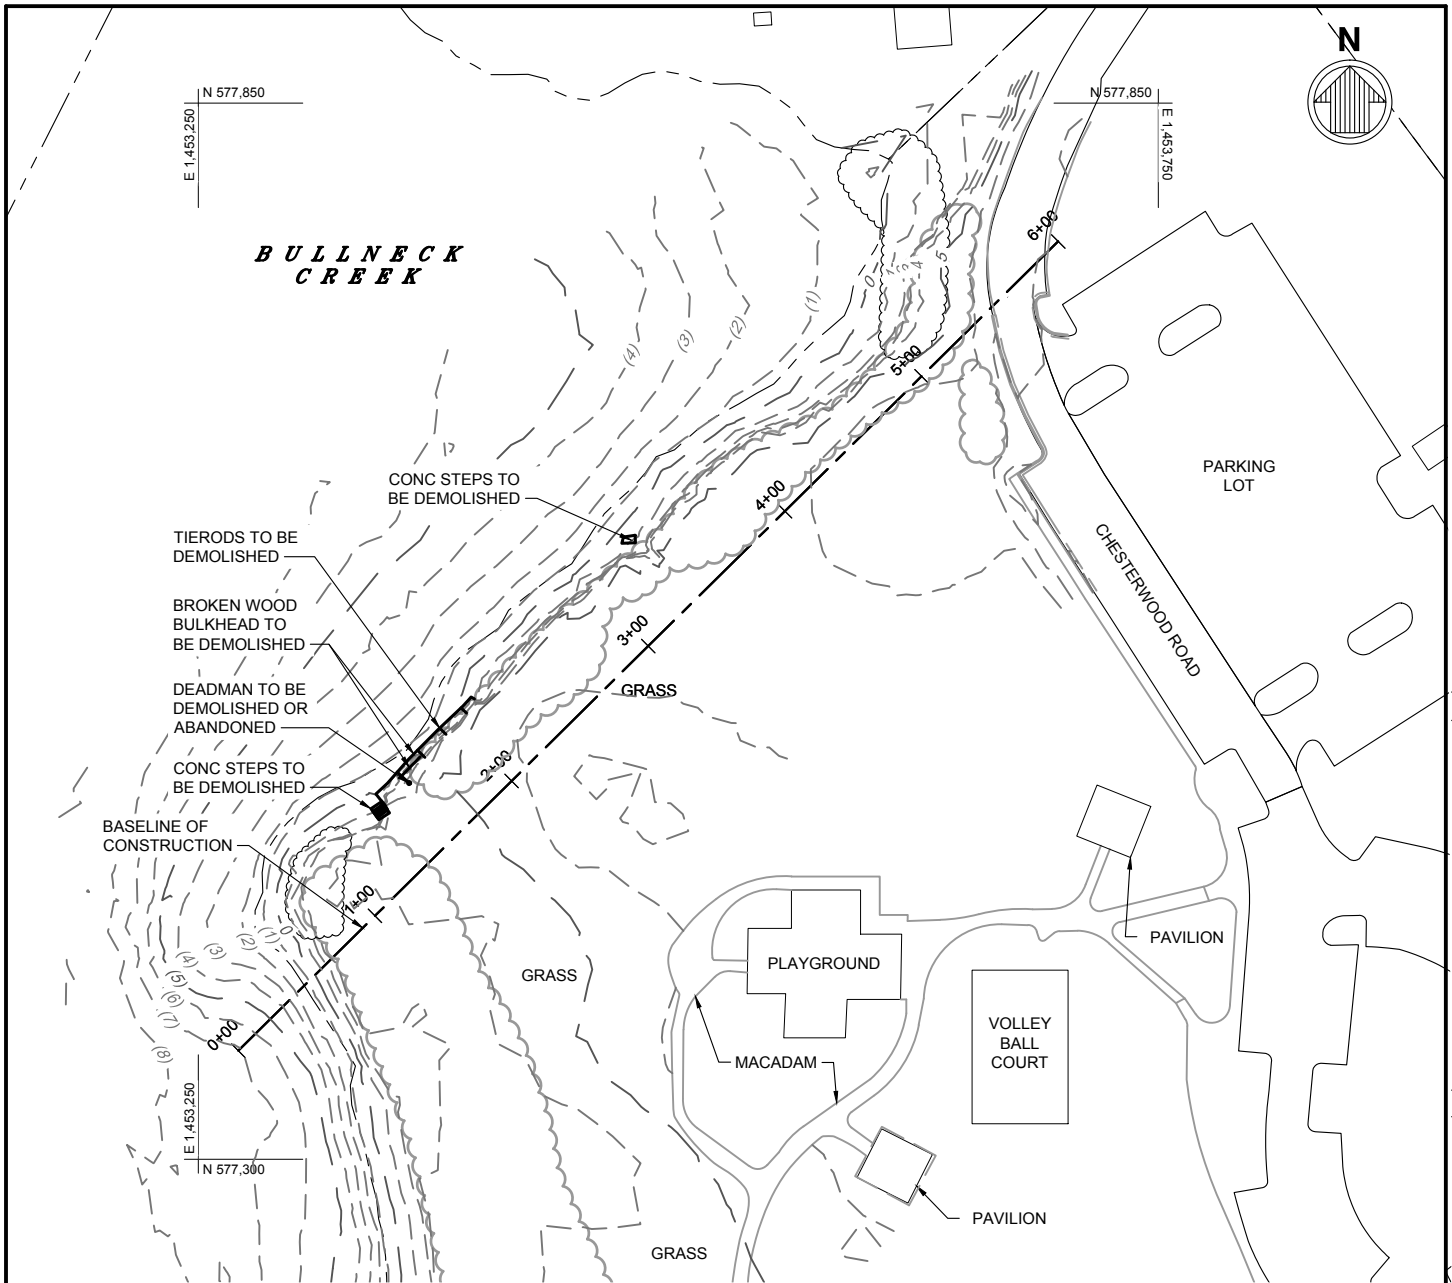 N
N 577,850
E 1,453,250
N 577,850
E 1,453,750
BULLNECK
CREEK
6+00
0
1
4
5
(1)
(2)
(3)
(4)
5+00
PARKING
LOT
CONC STEPS TO
BE DEMOLISHED
4+00
TIERODS TO BE
DEMOLISHED
CHESTERWOOD ROAD
BROKEN WOOD
BULKHEAD TO
BE DEMOLISHED
3+00
GRASS
DEADMAN TO BE
DEMOLISHED OR
ABANDONED
2+00
CONC STEPS TO
BE DEMOLISHED
BASELINE OF
CONSTRUCTION
1+00
0
(1)
(2)
(3)
(4)
(5)
(6)
(7)
(8)
0+00
GRASS
PLAYGROUND
PAVILION
VOLLEY
BALL
COURT
MACADAM
E 1,453,250
N 577,300
PAVILION
GRASS